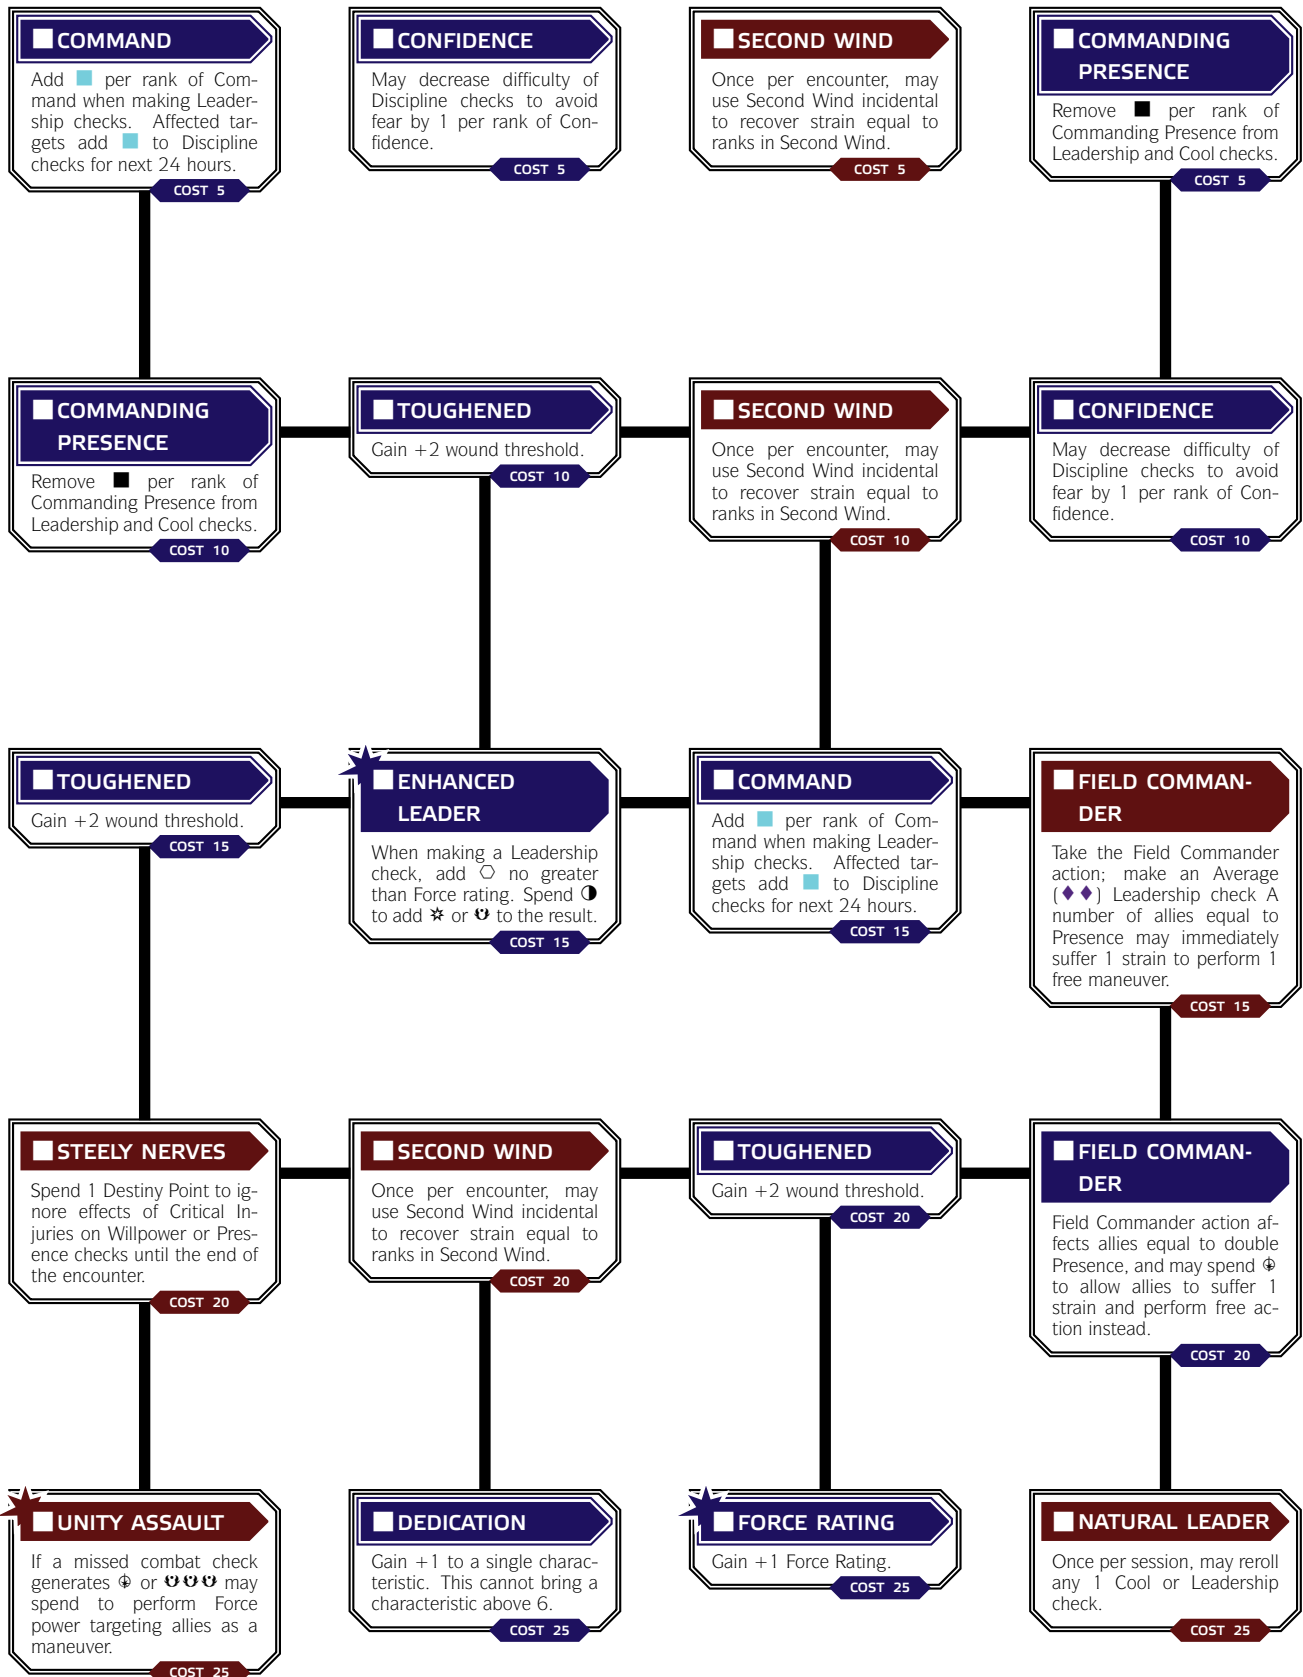 COMMAND
Add per rank of Com-
mand when making Leader-
ship checks. Affected tar-
gets add to Discipline
checks for next 24 hours.
COST 5
CONFIDENCE
May decrease difficulty of
Discipline checks to avoid
fear by 1 per rank of Con-
fidence.
COST 5
SECOND WIND
Once per encounter, may
use Second Wind incidental
to recover strain equal to
ranks in Second Wind.
COST 5
COMMANDING
PRESENCE
Remove per rank of
Commanding Presence from
Leadership and Cool checks.
COST 5
COMMANDING
PRESENCE
Remove per rank of
Commanding Presence from
Leadership and Cool checks.
COST 10
TOUGHENED
Gain +2 wound threshold.
COST 10
SECOND WIND
Once per encounter, may
use Second Wind incidental
to recover strain equal to
ranks in Second Wind.
COST 10
CONFIDENCE
May decrease difficulty of
Discipline checks to avoid
fear by 1 per rank of Con-
fidence.
COST 10
TOUGHENED
Gain +2 wound threshold.
COST 15
ENHANCED
LEADER
When making a Leadership
check, add no greater
than Force rating. Spend
to add or to the result.
COST 15
COMMAND
Add per rank of Com-
mand when making Leader-
ship checks. Affected tar-
gets add to Discipline
checks for next 24 hours.
COST 15
FIELD COMMAN-
DER
Take the Field Commander
action; make an Average
(♦♦) Leadership check A
number of allies equal to
Presence may immediately
suffer 1 strain to perform 1
free maneuver.
COST 15
STEELY NERVES
Spend 1 Destiny Point to ig-
nore effects of Critical In-
juries on Willpower or Pres-
ence checks until the end of
the encounter.
COST 20
SECOND WIND
Once per encounter, may
use Second Wind incidental
to recover strain equal to
ranks in Second Wind.
COST 20
TOUGHENED
Gain +2 wound threshold.
COST 20
FIELD COMMAN-
DER
Field Commander action af-
fects allies equal to double
Presence, and may spend
to allow allies to suffer 1
strain and perform free ac-
tion instead.
COST 20
UNITY ASSAULT
If a missed combat check
generates or may
spend to perform Force
power targeting allies as a
maneuver.
COST 25
DEDICATION
Gain +1 to a single charac-
teristic. This cannot bring a
characteristic above 6.
COST 25
FORCE RATING
Gain +1 Force Rating.
COST 25
NATURAL LEADER
Once per session, may reroll
any 1 Cool or Leadership
check.
COST 25